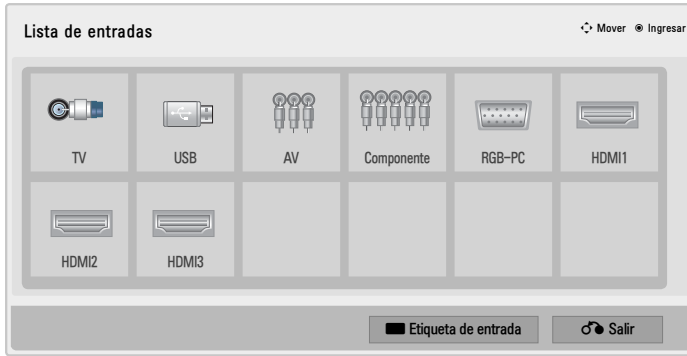 Lista de entradas
Mover Ingresar
TV USB AV Componente RGB-PC HDMI1
HDMI2 HDMI3
Etiqueta de entrada Salir